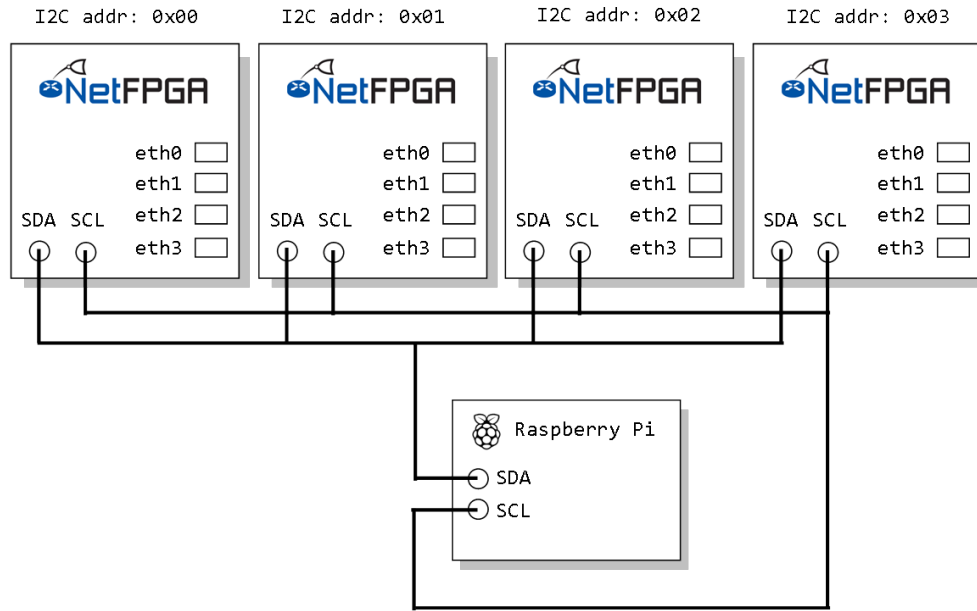 I2C addr: 0x00
I2C addr: 0x01
I2C addr: 0x02
I2C addr: 0x03
NetFPGA
NetFPGA
NetFPGA
NetFPGA
eth0
eth0
eth0
eth0
eth1
eth1
eth1
eth1
SDA SCL eth2
SDA SCL eth2
SDA SCL eth2
SDA SCL eth2
eth3
eth3
eth3
eth3
Raspberry Pi
SDA
SCL